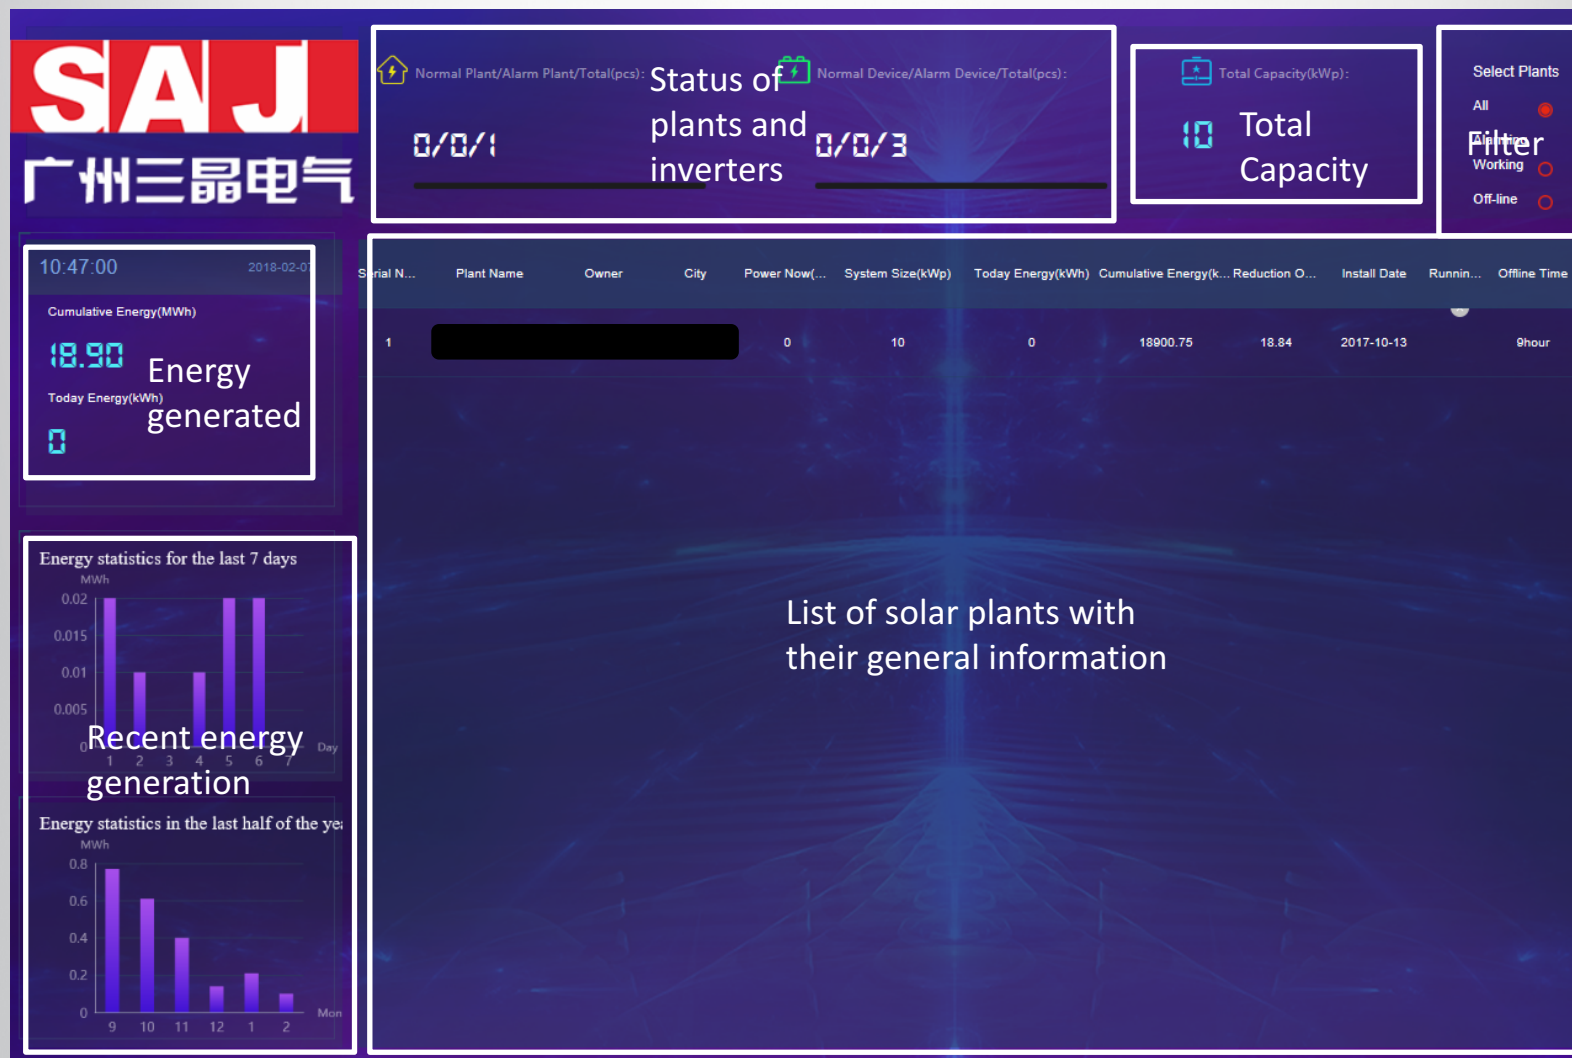 SAJ
广州三晶电气
Normal Plant/Alarm Plant/Total(pcs):
0/0/1
Status of
plants and
inverters
Normal Device/Alarm Device/Total(pcs):
0/0/3
Total Capacity(kWp):
10
Total
Capacity
Select Plants
All
Alarming
Filter
Working
Off-line
10:47:00
2018-02-07
Cumulative Energy(MWh)
18.90
Energy
generated
Today Energy(kWh)
0
Serial N... Plant Name Owner City Power Now(... System Size(kWp) Today Energy(kWh) Cumulative Energy(k... Reduction O... Install Date Runnin... Offline Time
1 0 10 0 18900.75 18.84 2017-10-13 9hour
List of solar plants with
their general information
Energy statistics for the last 7 days
MWh
0.02
0.015
0.01
0.005
0
Day
1 2 3 4 5 6 7
Recent energy
generation
Energy statistics in the last half of the yea
MWh
0.8
0.6
0.4
0.2
0
Mon
9 10 11 12 1 2